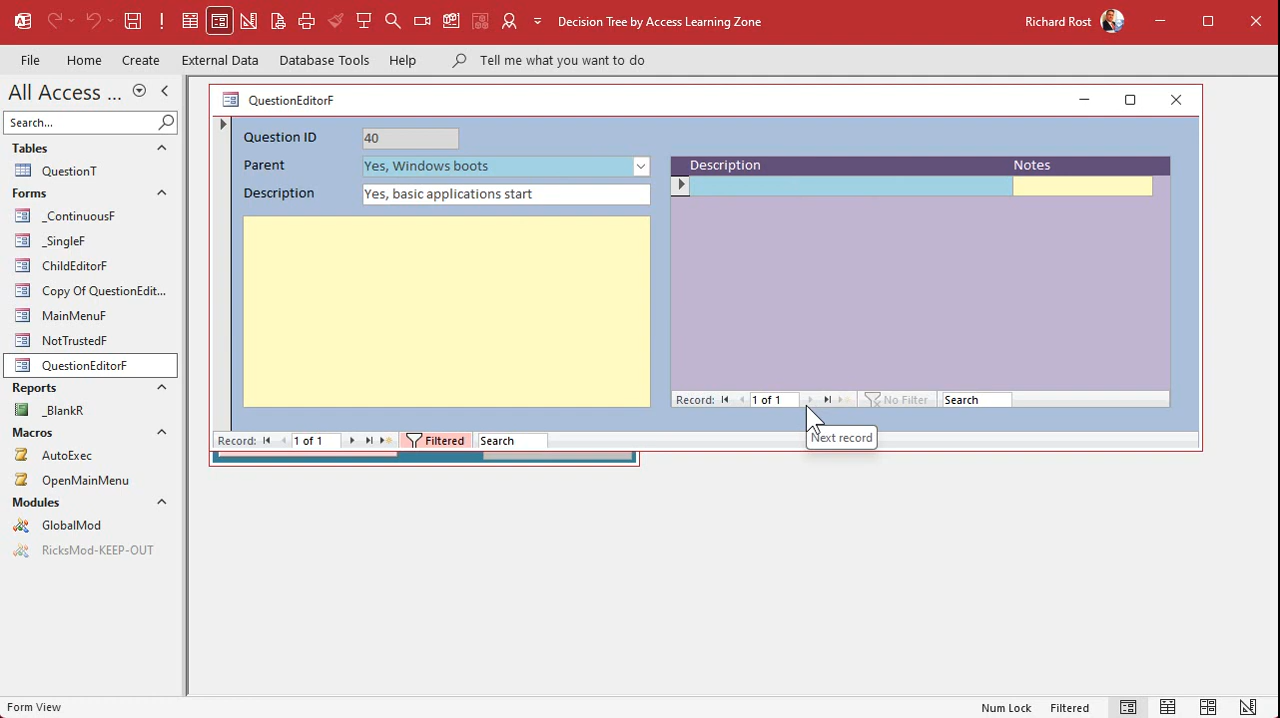 Decision Tree by Access Learning Zone
Richard Rost
File Home Create External Data Database Tools Help Tell me what you want to do
All Access ...
Search...
Tables
QuestionT
Forms
_ContinuousF
_SingleF
ChildEditorF
Copy Of QuestionEdit...
MainMenuF
NotTrustedF
QuestionEditorF
Reports
_BlankR
Macros
AutoExec
OpenMainMenu
Modules
GlobalMod
RicksMod-KEEP-OUT
QuestionEditorF
Question ID 40
Parent Yes, Windows boots
Description Yes, basic applications start
Description Notes
Record: 1 of 1 No Filter Search
Next record
Record: 1 of 1 Filtered Search
Form View Num Lock Filtered